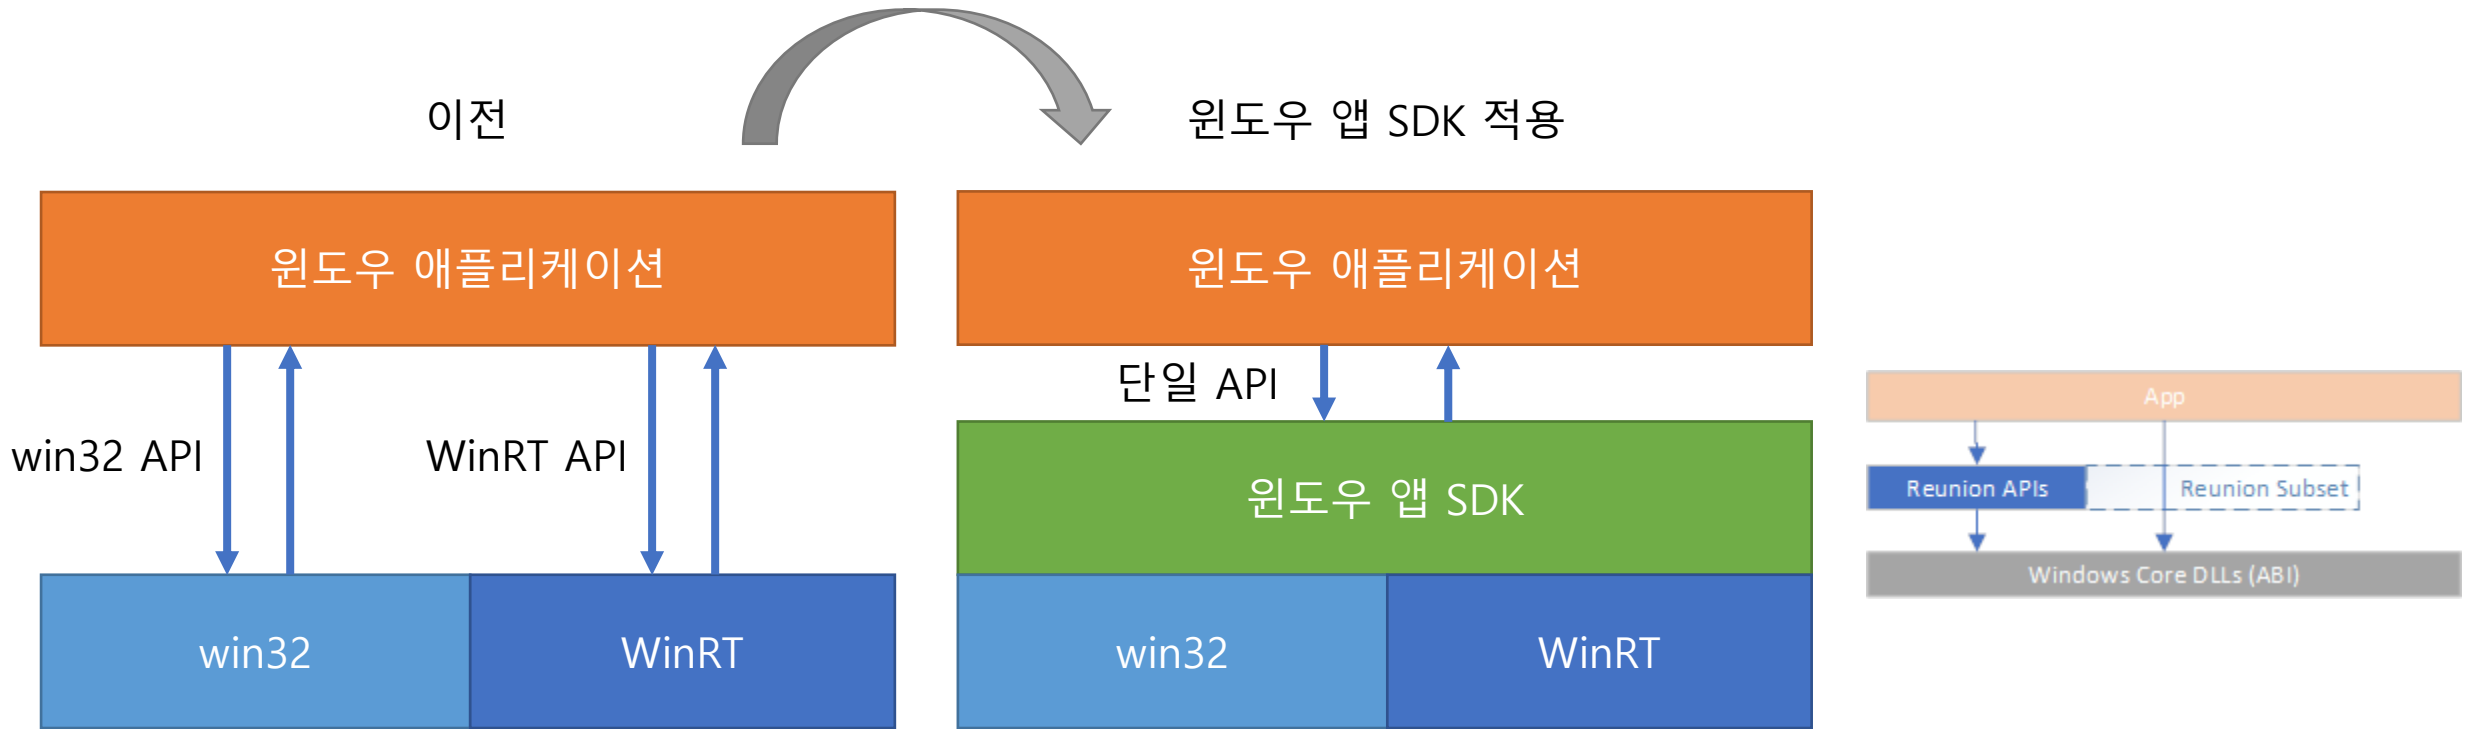 이전
윈도우 앱 SDK 적용
윈도우 애플리케이션
윈도우 애플리케이션
단일 API
win32 API
WinRT API
윈도우 앱 SDK
win32
WinRT
win32
WinRT
App
Reunion APIs
Reunion Subset
Windows Core DLLs (ABI)